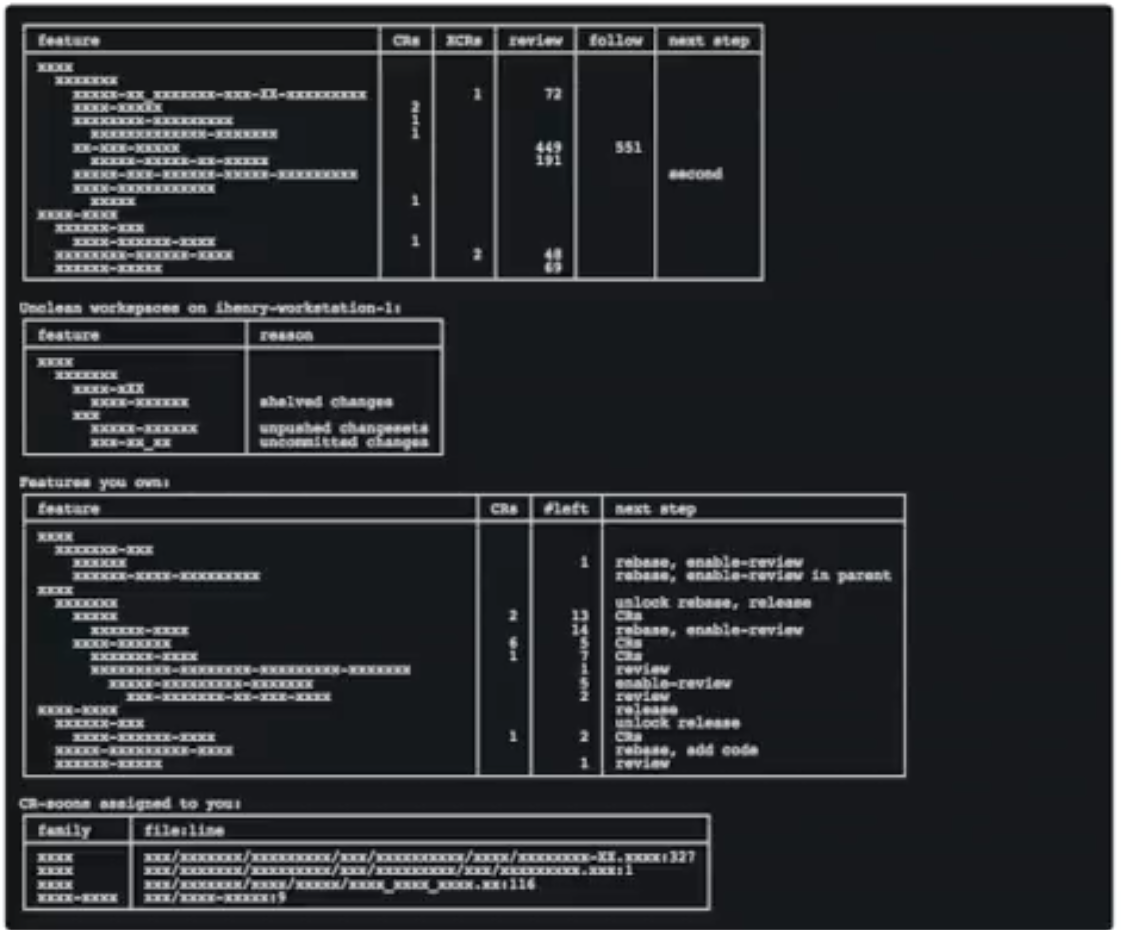 feature CRs XCRs review follow next step
xxxx
xxxxxxx
xxxxx-xx_xxxxxxx-xxx-XX-xxxxxxxxx 1 72
xxxx-xxxXx 2
xxxxxxxx-xxxxxxxxx 1
xxxxxxxxxxxxx-xxxxxxx 1
xx-xxx-xxxxx 449 551
xxxxx-xxxxx-xx-xxxxx 191
xxxxx-xxx-xxxxxx-xxxxx-xxxxxxxxx second
xxxx-xxxxxxxxxxx
xxxxx 1
xxxx-xxxx
xxxxxx-xxx
xxxx-xxxxxx-xxxx 1
xxxxxxxxx-xxxxxx-xxxx 2 48
xxxxxx-xxxxx 69
Unclean workspaces on ihenry-workstation-1:
feature reason
xxxx
xxxxxxx
xxxx-xXX
xxxx-xxxxxx shelved changes
xxx
xxxxx-xxxxxx unpushed changesets
xxx-xx_xx uncommitted changes
Features you own:
feature CRs #left next step
xxxx
xxxxxxx-xxx
xxxxxx 1 rebase, enable-review
xxxxxx-xxxx-xxxxxxxxx rebase, enable-review in parent
xxxx
xxxxxxx unlock rebase, release
xxxxx 2 13 CRs
xxxxxx-xxxx 14 rebase, enable-review
xxxx-xxxxxx 6 5 CRs
xxxxxxx-xxxx 1 7 CRs
xxxxxxxxx-xxxxxxxx-xxxxxxxxx-xxxxxxx 1 review
xxxxx-xxxxxxxxx-xxxxxxx 5 enable-review
xxx-xxxxxxx-xx-xxx-xxxx 2 review
xxxx-xxxx release
xxxxxx-xxx unlock release
xxxx-xxxxxx-xxxx 1 2 CRs
xxxxx-xxxxxxxxx-xxxx rebase, add code
xxxxxx-xxxxx 1 review
CR-soons assigned to you:
family file:line
xxxx xxx/xxxxxxx/xxxxxxxxx/xxx/xxxxxxxxxx/xxxx/xxxxxxxx-XX.xxxx:327
xxxx xxx/xxxxxxx/xxxxxxxxx/xxx/xxxxxxxxx/xxx/xxxxxxxxx.xxx:1
xxxx xxx/xxxxxxx/xxxx/xxxxx/xxxx_xxxx_xxxx.xx:116
xxxx-xxxx xxx/xxxx-xxxxx:9